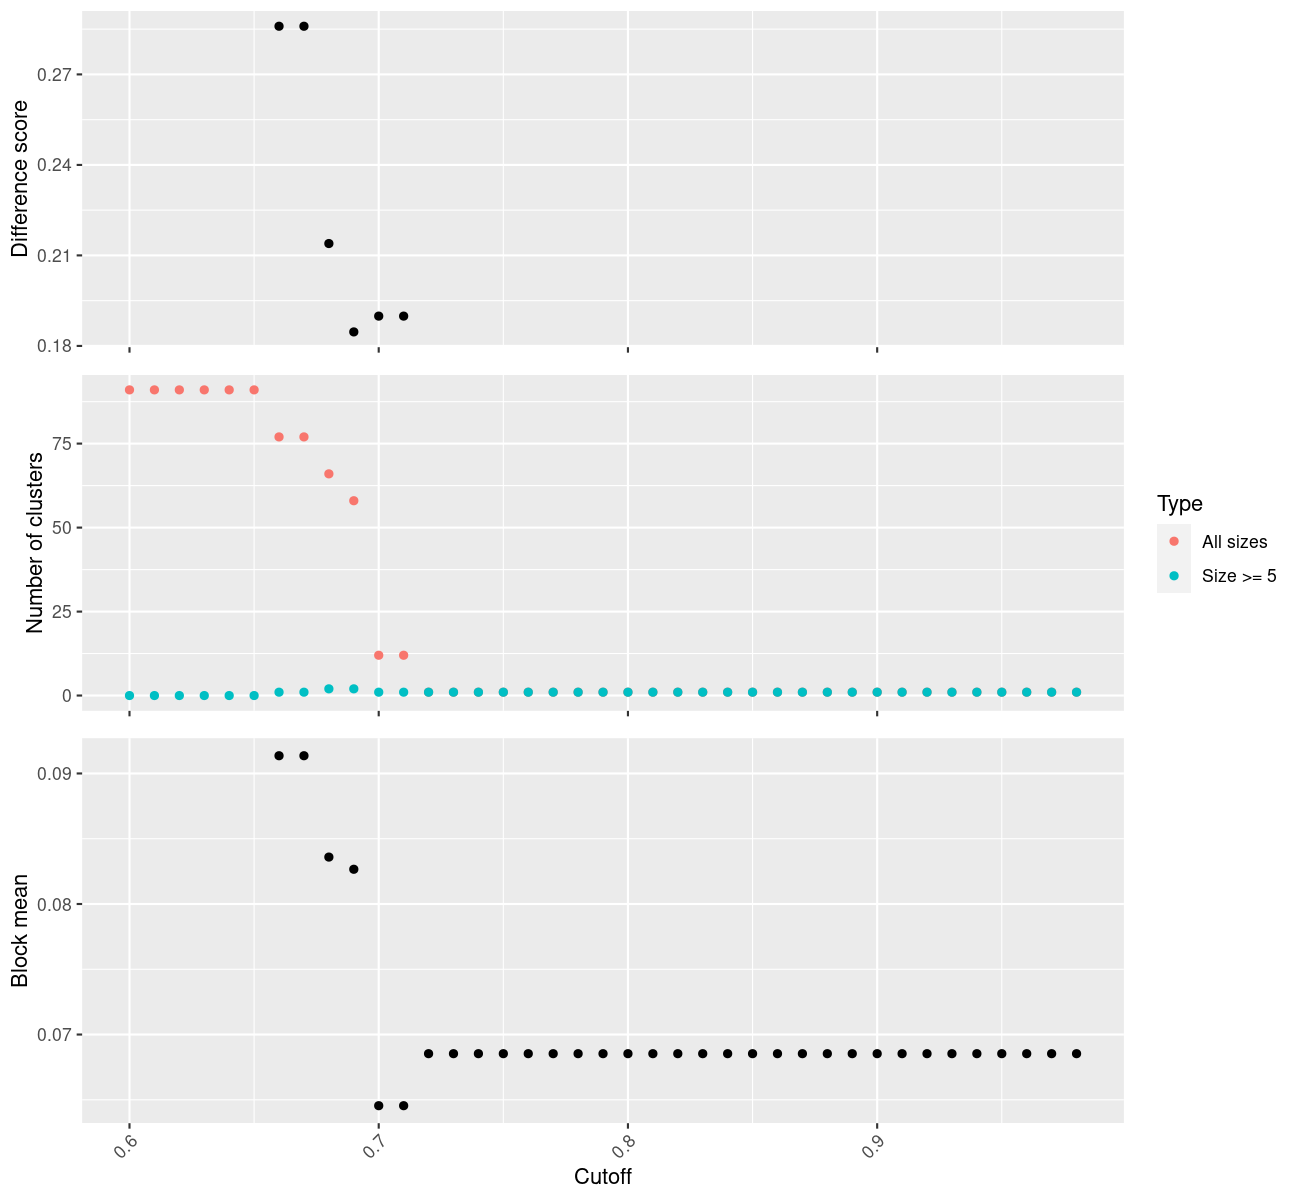 Difference score
0.27
0.24
0.21
0.18
Number of clusters
75
50
25
0
Type
All sizes
Size >= 5
Block mean
0.09
0.08
0.07
0.6
0.7
0.8
0.9
Cutoff